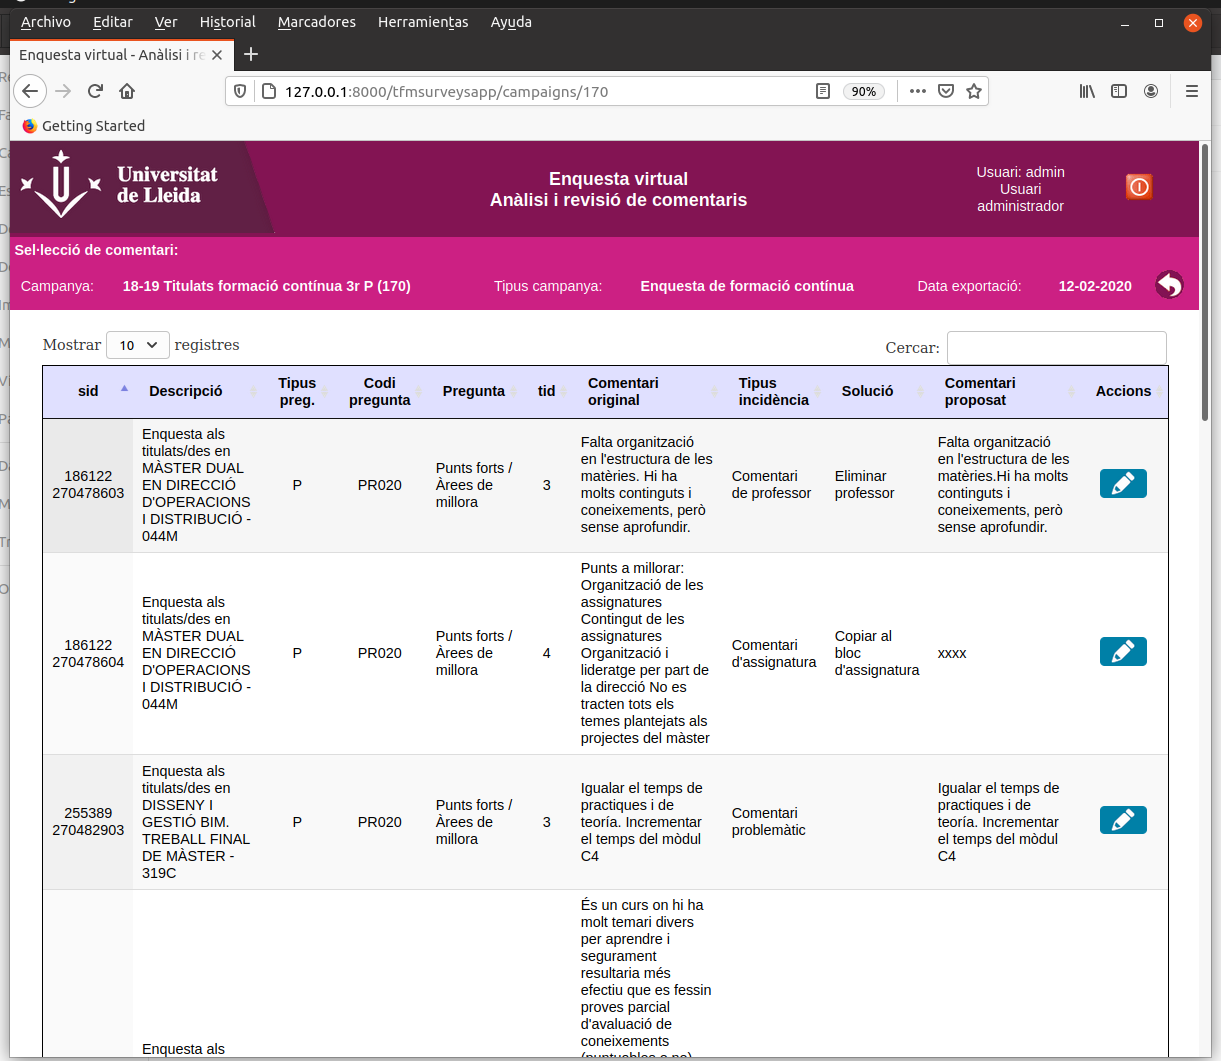 Archivo Editar Ver Historial Marcadores Herramientas Ayuda
Enquesta virtual - Anàlisi i re
127.0.0.1:8000/tfmsurveysapp/campaigns/170
90%
Getting Started
Universitat
de Lleida
Enquesta virtual
Anàlisi i revisió de comentaris
Usuari: admin
Usuari
administrador
Sel·lecció de comentari:
Campanya: 18-19 Titulats formació contínua 3r P (170) Tipus campanya: Enquesta de formació contínua Data exportació: 12-02-2020
Mostrar 10 registres
Cercar:
sid
Descripció
Tipus
preg.
Codi
pregunta
Pregunta
tid
Comentari
original
Tipus
incidència
Solució
Comentari
proposat
Accions
186122
270478603
Enquesta als
titulats/des en
MÀSTER DUAL
EN DIRECCIÓ
D'OPERACIONS
I DISTRIBUCIÓ -
044M
P
PR020
Punts forts /
Àrees de
millora
3
Falta organització
en l'estructura de les
matèries. Hi ha
molts continguts i
coneixements, però
sense aprofundir.
Comentari
de professor
Eliminar
professor
Falta organització
en l'estructura de les
matèries.Hi ha molts
continguts i
coneixements, però
sense aprofundir.
186122
270478604
Enquesta als
titulats/des en
MÀSTER DUAL
EN DIRECCIÓ
D'OPERACIONS
I DISTRIBUCIÓ -
044M
P
PR020
Punts forts /
Àrees de
millora
4
Punts a millorar:
Organització de les
assignatures
Contingut de les
assignatures
Organització i
lideratge per part de
la direcció No es
tracten tots els
temes plantejats als
projectes del màster
Comentari
d'assignatura
Copiar al
bloc
d'assignatura
xxxx
255389
270482903
Enquesta als
titulats/des en
DISSENY I
GESTIÓ BIM.
TREBALL FINAL
DE MÀSTER -
319C
P
PR020
Punts forts /
Àrees de
millora
3
Igualar el temps de
practiques i de
teoría. Incrementar
el temps del mòdul
C4
Comentari
problemàtic
Igualar el temps de
practiques i de
teoría. Incrementar
el temps del mòdul
C4
Enquesta als
És un curs on hi ha
molt temari divers
per aprendre i
segurament
resultaria més
efectiu que es fessin
proves parcial
d'avaluació de
coneixements
(puntuables o no)